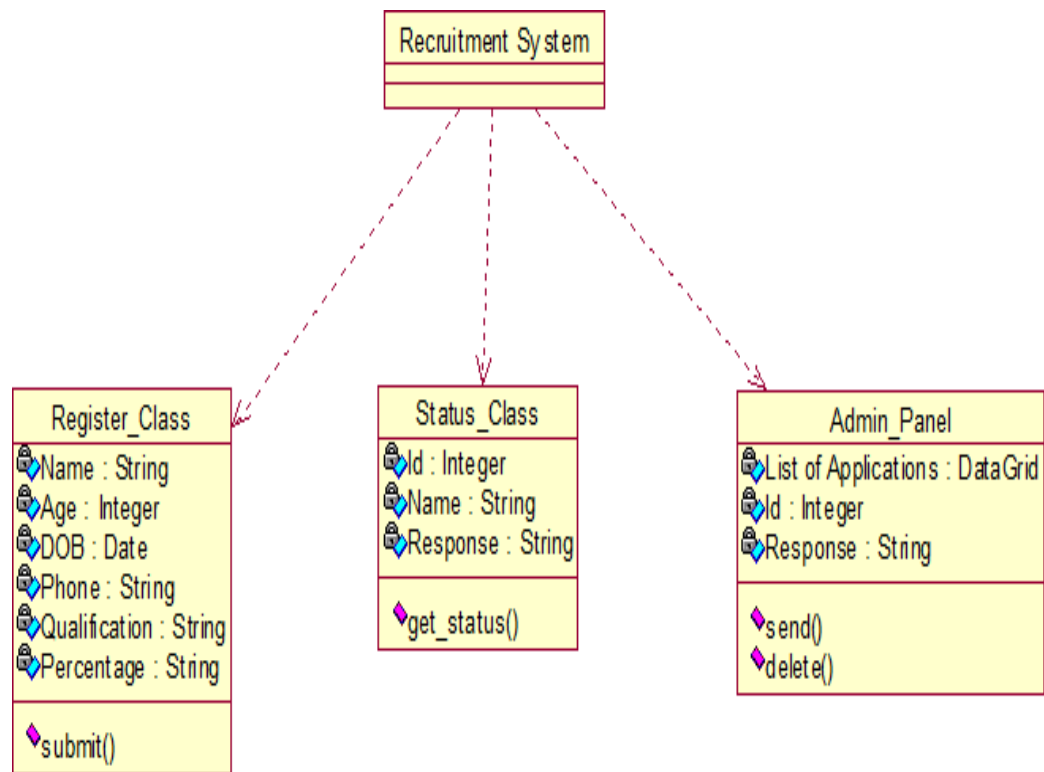 Recruitment System
Register_Class
Name : String
Age : Integer
DOB : Date
Phone : String
Qualification : String
Percentage : String
submit()
Status_Class
Id : Integer
Name : String
Response : String
get_status()
Admin_Panel
List of Applications : DataGrid
Id : Integer
Response : String
send()
delete()